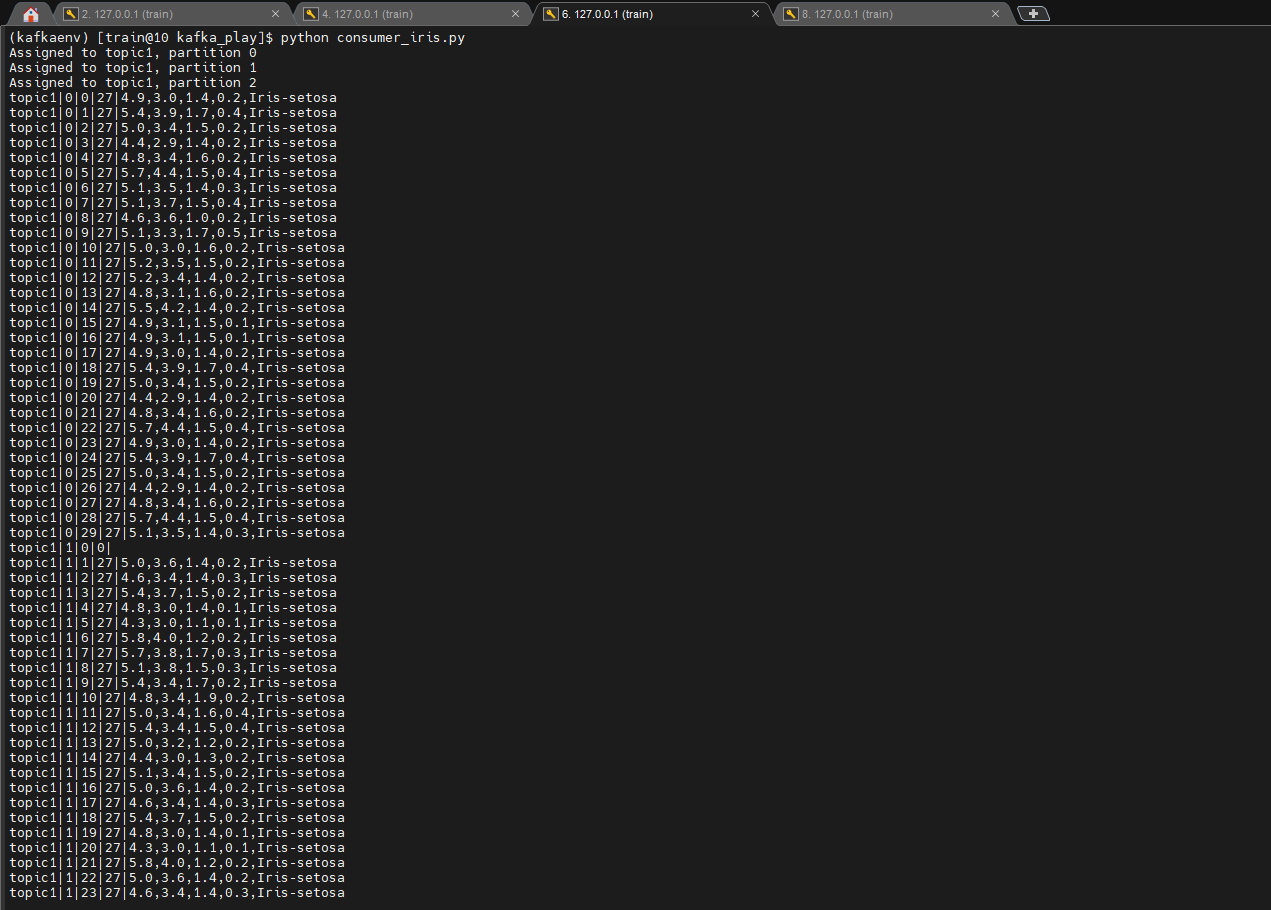 2. 127.0.0.1 (train)
4. 127.0.0.1 (train)
6. 127.0.0.1 (train)
8. 127.0.0.1 (train)
(kafkaenv) [train@10 kafka_play]$ python consumer_iris.py
Assigned to topic1, partition 0
Assigned to topic1, partition 1
Assigned to topic1, partition 2
topic1|0|0|27|4.9,3.0,1.4,0.2,Iris-setosa
topic1|0|1|27|5.4,3.9,1.7,0.4,Iris-setosa
topic1|0|2|27|5.0,3.4,1.5,0.2,Iris-setosa
topic1|0|3|27|4.4,2.9,1.4,0.2,Iris-setosa
topic1|0|4|27|4.8,3.4,1.6,0.2,Iris-setosa
topic1|0|5|27|5.7,4.4,1.5,0.4,Iris-setosa
topic1|0|6|27|5.1,3.5,1.4,0.3,Iris-setosa
topic1|0|7|27|5.1,3.7,1.5,0.4,Iris-setosa
topic1|0|8|27|4.6,3.6,1.0,0.2,Iris-setosa
topic1|0|9|27|5.1,3.3,1.7,0.5,Iris-setosa
topic1|0|10|27|5.0,3.0,1.6,0.2,Iris-setosa
topic1|0|11|27|5.2,3.5,1.5,0.2,Iris-setosa
topic1|0|12|27|5.2,3.4,1.4,0.2,Iris-setosa
topic1|0|13|27|4.8,3.1,1.6,0.2,Iris-setosa
topic1|0|14|27|5.5,4.2,1.4,0.2,Iris-setosa
topic1|0|15|27|4.9,3.1,1.5,0.1,Iris-setosa
topic1|0|16|27|4.9,3.1,1.5,0.1,Iris-setosa
topic1|0|17|27|4.9,3.0,1.4,0.2,Iris-setosa
topic1|0|18|27|5.4,3.9,1.7,0.4,Iris-setosa
topic1|0|19|27|5.0,3.4,1.5,0.2,Iris-setosa
topic1|0|20|27|4.4,2.9,1.4,0.2,Iris-setosa
topic1|0|21|27|4.8,3.4,1.6,0.2,Iris-setosa
topic1|0|22|27|5.7,4.4,1.5,0.4,Iris-setosa
topic1|0|23|27|4.9,3.0,1.4,0.2,Iris-setosa
topic1|0|24|27|5.4,3.9,1.7,0.4,Iris-setosa
topic1|0|25|27|5.0,3.4,1.5,0.2,Iris-setosa
topic1|0|26|27|4.4,2.9,1.4,0.2,Iris-setosa
topic1|0|27|27|4.8,3.4,1.6,0.2,Iris-setosa
topic1|0|28|27|5.7,4.4,1.5,0.4,Iris-setosa
topic1|0|29|27|5.1,3.5,1.4,0.3,Iris-setosa
topic1|1|0|0|
topic1|1|1|27|5.0,3.6,1.4,0.2,Iris-setosa
topic1|1|2|27|4.6,3.4,1.4,0.3,Iris-setosa
topic1|1|3|27|5.4,3.7,1.5,0.2,Iris-setosa
topic1|1|4|27|4.8,3.0,1.4,0.1,Iris-setosa
topic1|1|5|27|4.3,3.0,1.1,0.1,Iris-setosa
topic1|1|6|27|5.8,4.0,1.2,0.2,Iris-setosa
topic1|1|7|27|5.7,3.8,1.7,0.3,Iris-setosa
topic1|1|8|27|5.1,3.8,1.5,0.3,Iris-setosa
topic1|1|9|27|5.4,3.4,1.7,0.2,Iris-setosa
topic1|1|10|27|4.8,3.4,1.9,0.2,Iris-setosa
topic1|1|11|27|5.0,3.4,1.6,0.4,Iris-setosa
topic1|1|12|27|5.4,3.4,1.5,0.4,Iris-setosa
topic1|1|13|27|5.0,3.2,1.2,0.2,Iris-setosa
topic1|1|14|27|4.4,3.0,1.3,0.2,Iris-setosa
topic1|1|15|27|5.1,3.4,1.5,0.2,Iris-setosa
topic1|1|16|27|5.0,3.6,1.4,0.2,Iris-setosa
topic1|1|17|27|4.6,3.4,1.4,0.3,Iris-setosa
topic1|1|18|27|5.4,3.7,1.5,0.2,Iris-setosa
topic1|1|19|27|4.8,3.0,1.4,0.1,Iris-setosa
topic1|1|20|27|4.3,3.0,1.1,0.1,Iris-setosa
topic1|1|21|27|5.8,4.0,1.2,0.2,Iris-setosa
topic1|1|22|27|5.0,3.6,1.4,0.2,Iris-setosa
topic1|1|23|27|4.6,3.4,1.4,0.3,Iris-setosa